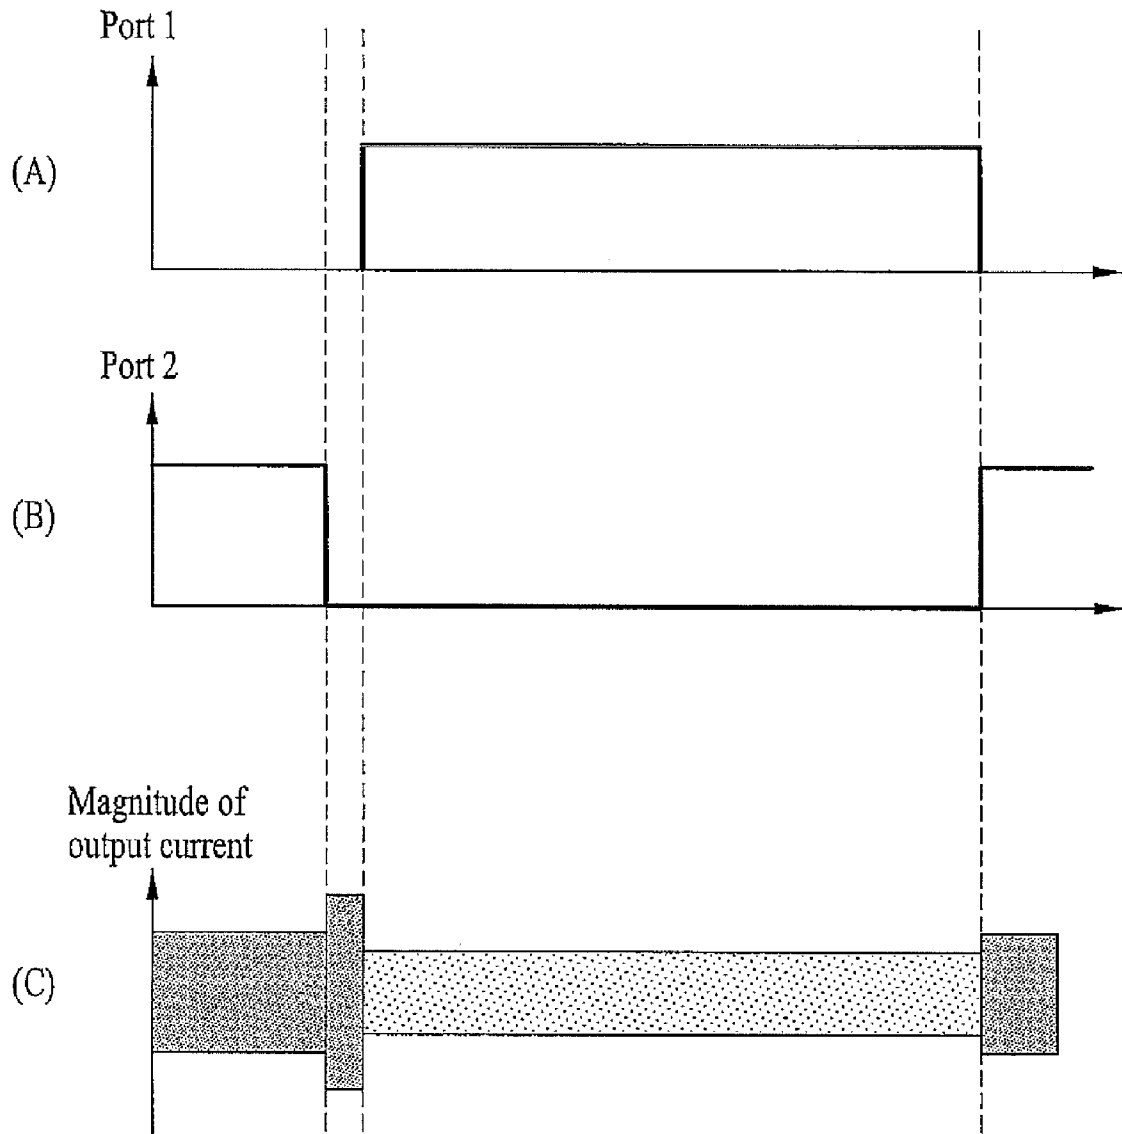 Port 1
(A)
Port 2
(B)
Magnitude of
output current
(C)